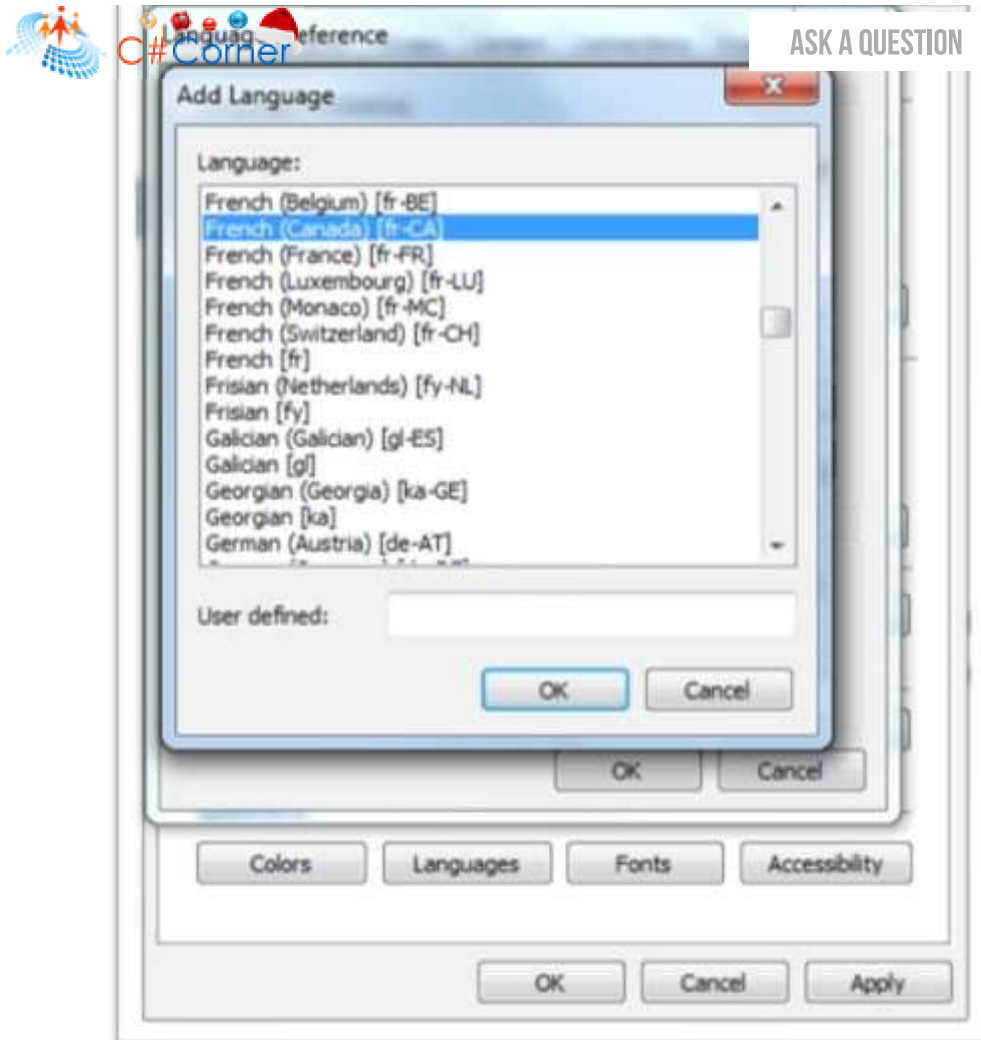 C# Corner
ASK A QUESTION
Add Language
Language:
French (Belgium) [fr-BE]
French (Canada) [fr-CA]
French (France) [fr-FR]
French (Luxembourg) [fr-LU]
French (Monaco) [fr-MC]
French (Switzerland) [fr-CH]
French [fr]
Frisian (Netherlands) [fy-NL]
Frisian [fy]
Galician (Galician) [gl-ES]
Galician [gl]
Georgian (Georgia) [ka-GE]
Georgian [ka]
German (Austria) [de-AT]
User defined:
OK Cancel
OK Cancel
Colors Languages Fonts Accessibility
OK Cancel Apply